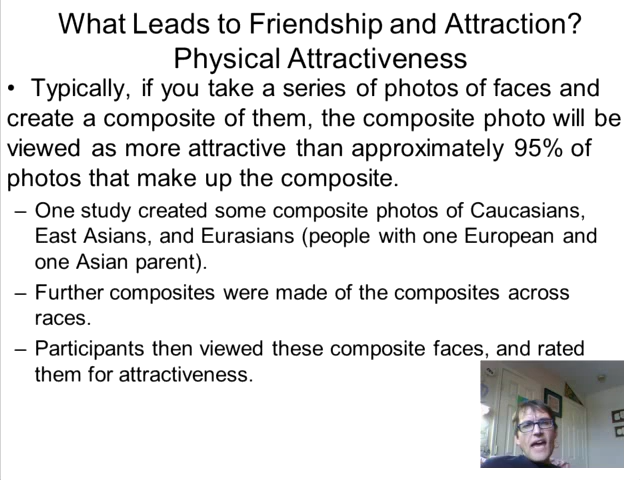 What Leads to Friendship and Attraction?
Physical Attractiveness
• Typically, if you take a series of photos of faces and
create a composite of them, the composite photo will be
viewed as more attractive than approximately 95% of
photos that make up the composite.
– One study created some composite photos of Caucasians,
East Asians, and Eurasians (people with one European and
one Asian parent).
– Further composites were made of the composites across
races.
– Participants then viewed these composite faces, and rated
them for attractiveness.